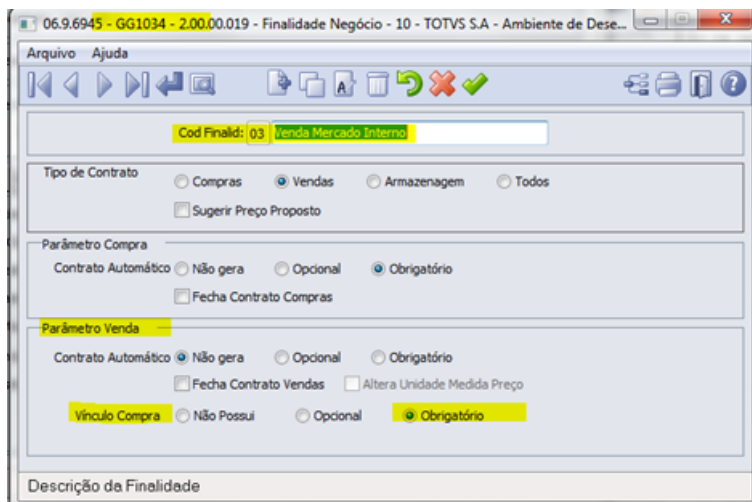 06.9.6945 - GG1034 - 2.00.00.019 - Finalidade Negócio - 10 - TOTVS S.A - Ambiente de Dese...
Arquivo Ajuda
Cod Finalid: 03 Venda Mercado Interno
Tipo de Contrato
Compras Vendas Armazenagem Todos
Sugerir Preço Proposto
Parâmetro Compra
Contrato Automático Não gera Opcional Obrigatório
Fecha Contrato Compras
Parâmetro Venda
Contrato Automático Não gera Opcional Obrigatório
Fecha Contrato Vendas Altera Unidade Medida Preço
Vínculo Compra Não Possui Opcional Obrigatório
Descrição da Finalidade